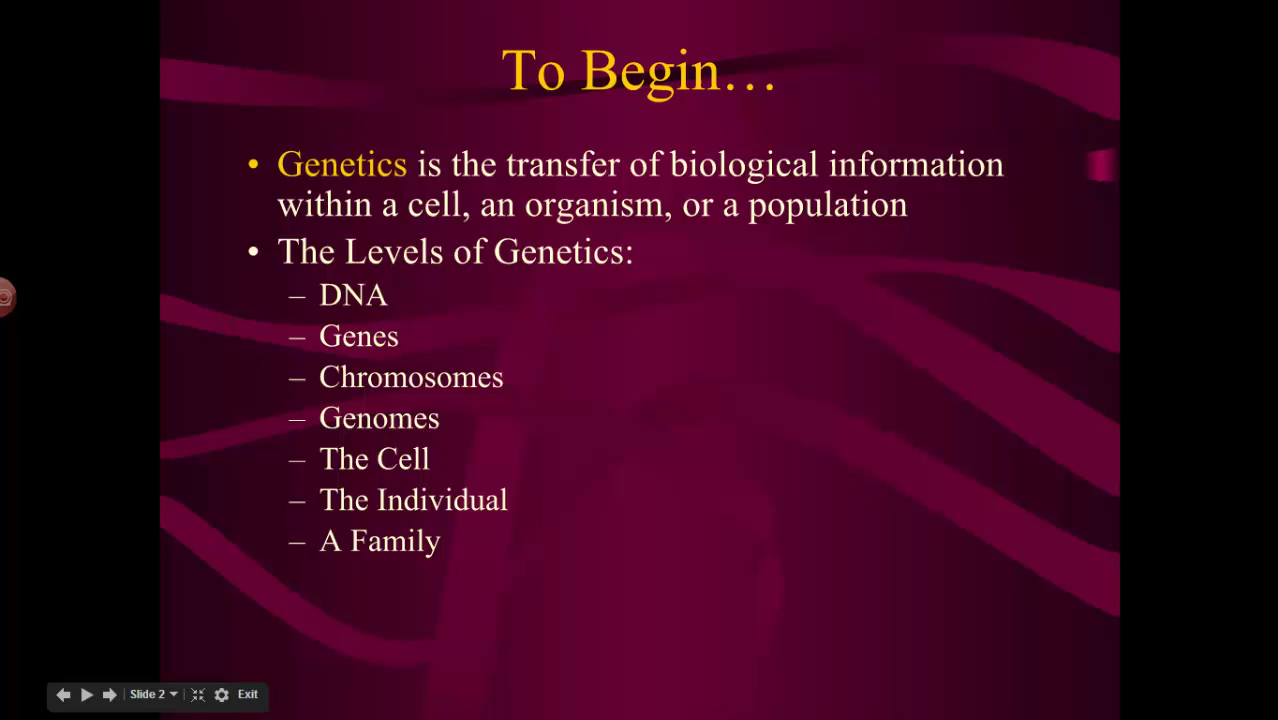 To Begin…
• Genetics is the transfer of biological information
within a cell, an organism, or a population
• The Levels of Genetics:
– DNA
– Genes
– Chromosomes
– Genomes
– The Cell
– The Individual
– A Family
Slide 2 Exit